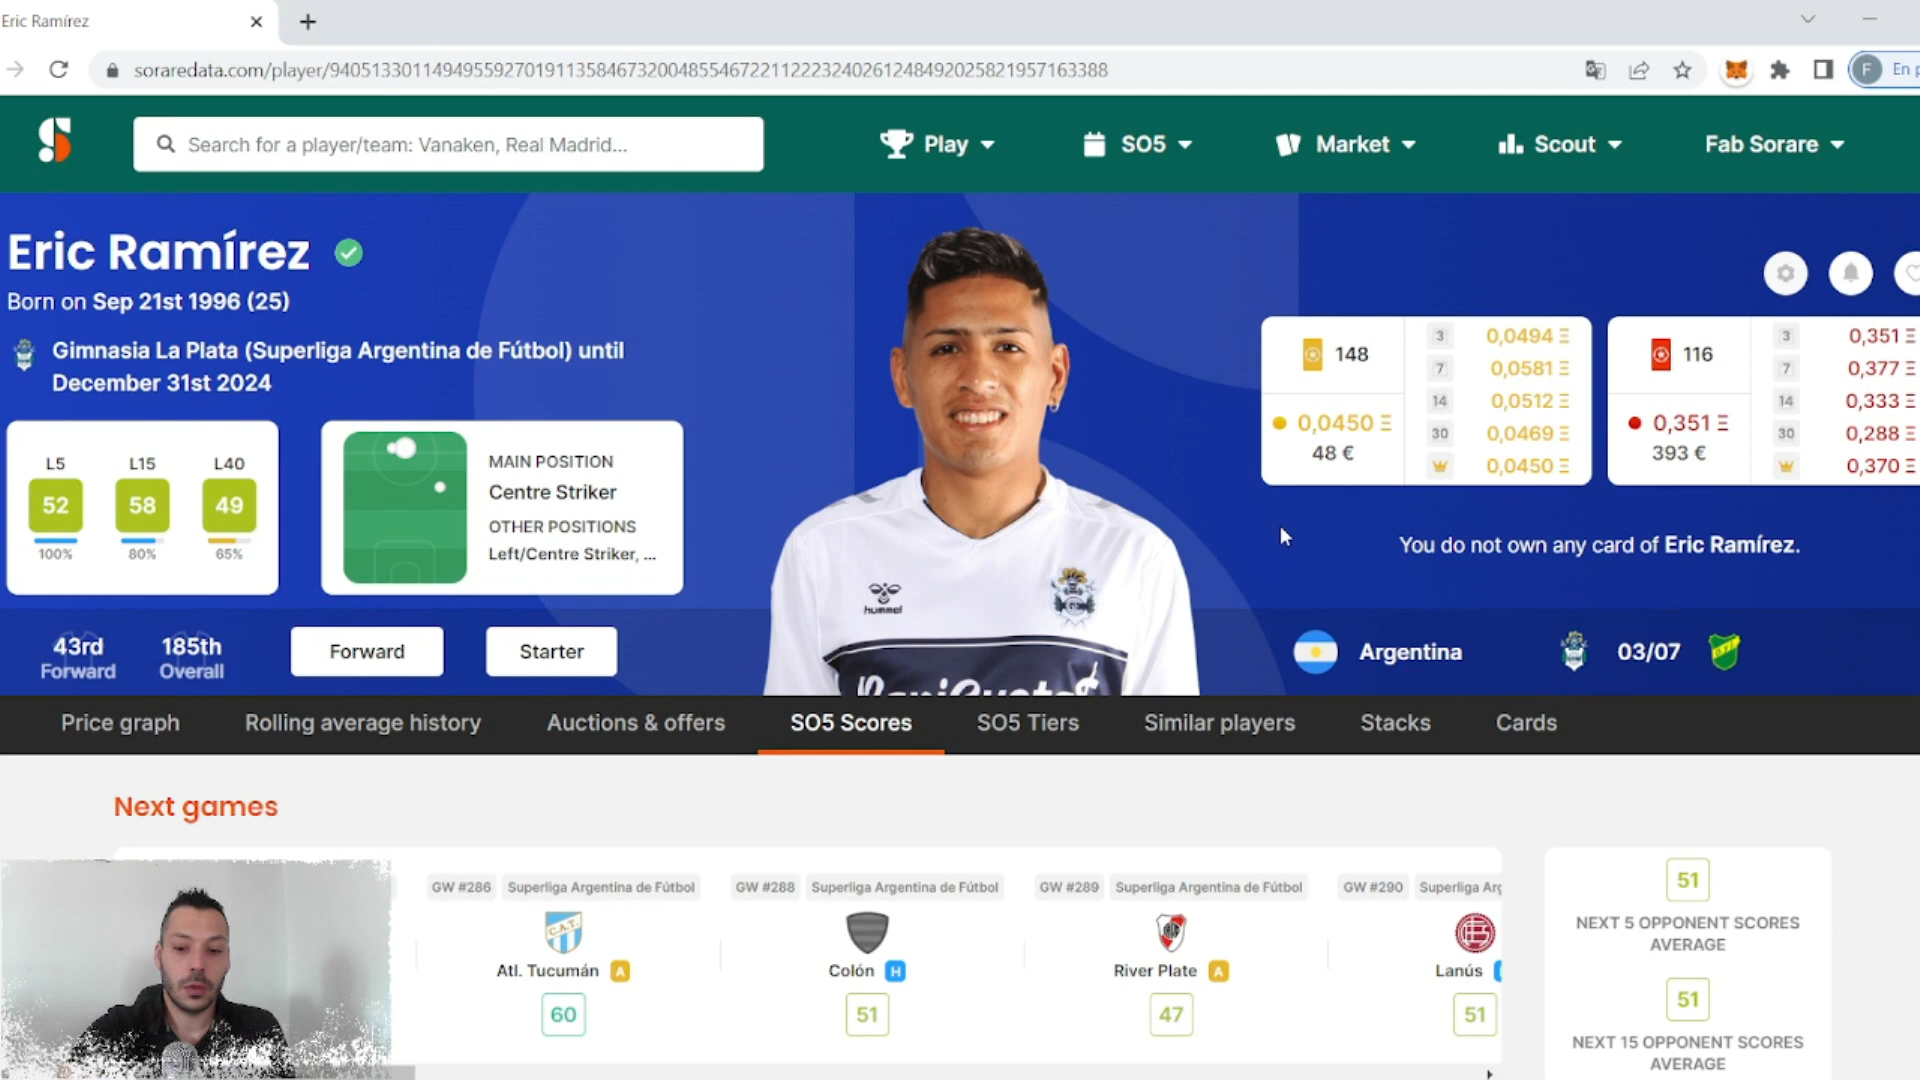 Eric Ramírez
soraredata.com/player/94051330114949559270191135846732004855467221122232402612484920258219571633​88
F En p
Search for a player/team: Vanaken, Real Madrid...
Play
SO5
Market
Scout
Fab Sorare
Eric Ramírez
Born on Sep 21st 1996 (25)
Gimnasia La Plata (Superliga Argentina de Fútbol) until
December 31st 2024
L5 L15 L40
52 58 49
100% 80% 65%
MAIN POSITION
Centre Striker
OTHER POSITIONS
Left/Centre Striker, ...
43rd
Forward
185th
Overall
Forward
Starter
hummel
148
0,0450 Ξ
48 €
3 0,0494 Ξ
7 0,0581 Ξ
14 0,0512 Ξ
30 0,0469 Ξ
0,0450 Ξ
116
0,351 Ξ
393 €
3 0,351 Ξ
7 0,377 Ξ
14 0,333 Ξ
30 0,288 Ξ
0,370 Ξ
You do not own any card of Eric Ramírez.
Argentina
03/07
Price graph
Rolling average history
Auctions & offers
SO5 Scores
SO5 Tiers
Similar players
Stacks
Cards
Next games
GW #286 Superliga Argentina de Fútbol
C.A.T.
Atl. Tucumán A
60
GW #288 Superliga Argentina de Fútbol
Colón H
51
GW #289 Superliga Argentina de Fútbol
River Plate A
47
GW #290 Superliga Arg
Lanús
51
51
NEXT 5 OPPONENT SCORES
AVERAGE
51
NEXT 15 OPPONENT SCORES
AVERAGE